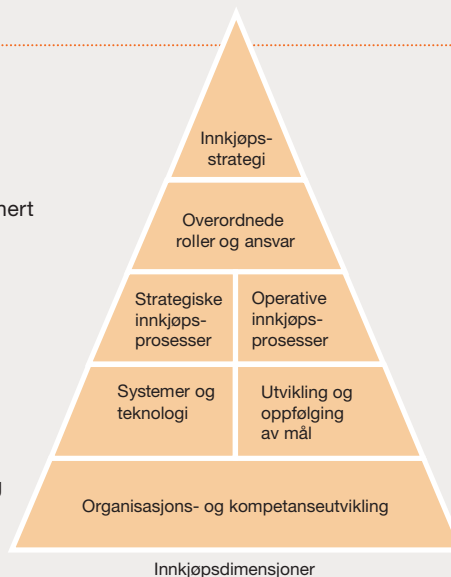 Innkjøps-
strategi
nert
Overordnede
roller og ansvar
Strategiske
innkjøps-
prosesser
Operative
innkjøps-
prosesser
Systemer og
teknologi
Utvikling og
oppfølging
av mål
Organisasjons- og kompetanseutvikling
Innkjøpsdimensjoner